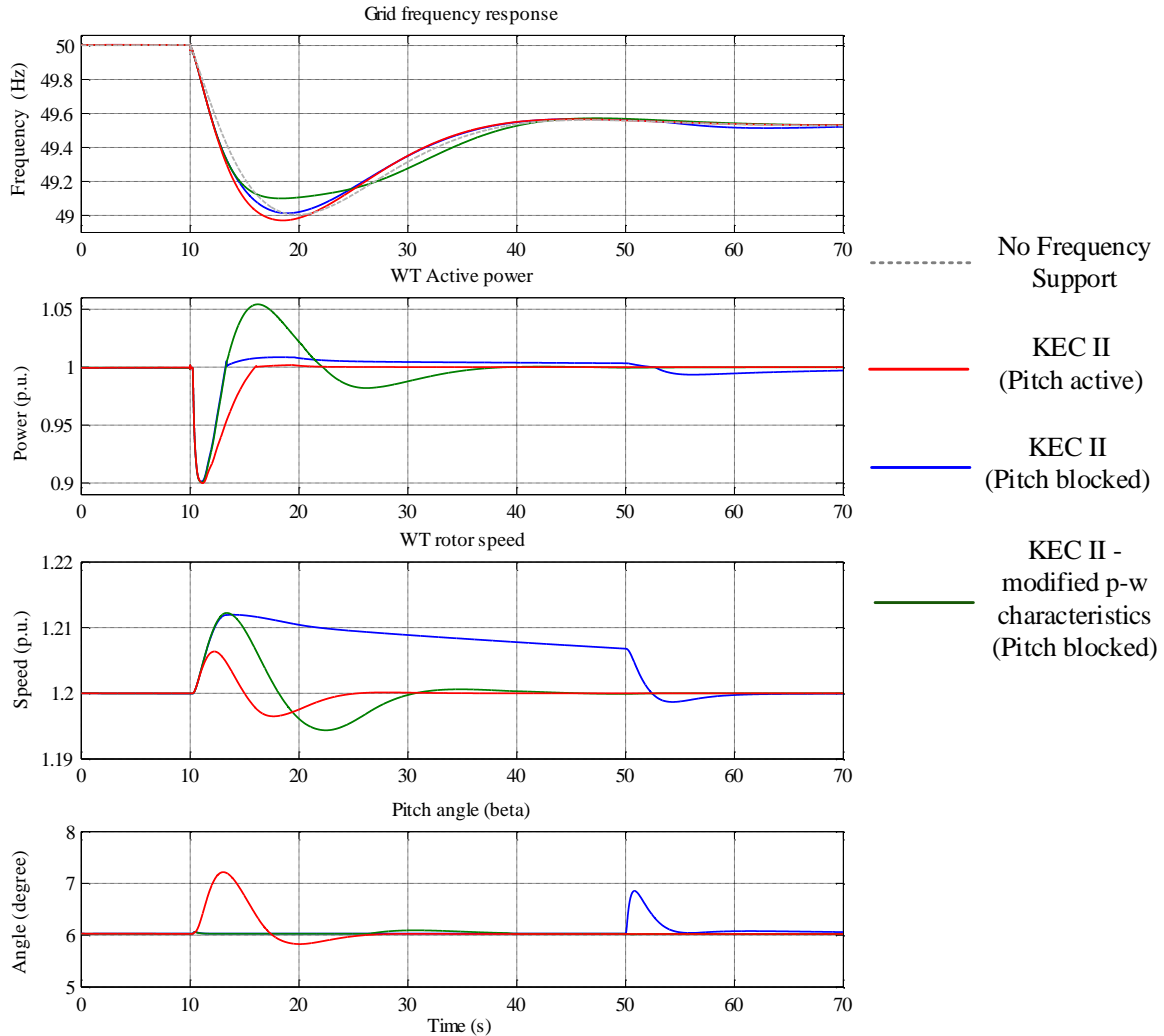 Grid frequency response
Frequency (Hz)
50
49.8
49.6
49.4
49.2
49
0 10 20 30 40 50 60 70
WT Active power
Power (p.u.)
1.05
1
0.95
0.9
0 10 20 30 40 50 60 70
WT rotor speed
Speed (p.u.)
1.22
1.21
1.20
1.19
0 10 20 30 40 50 60 70
Pitch angle (beta)
Angle (degree)
8
7
6
5
0 10 20 30 40 50 60 70
Time (s)
No Frequency
Support
KEC II
(Pitch active)
KEC II
(Pitch blocked)
KEC II -
modified p-w
characteristics
(Pitch blocked)